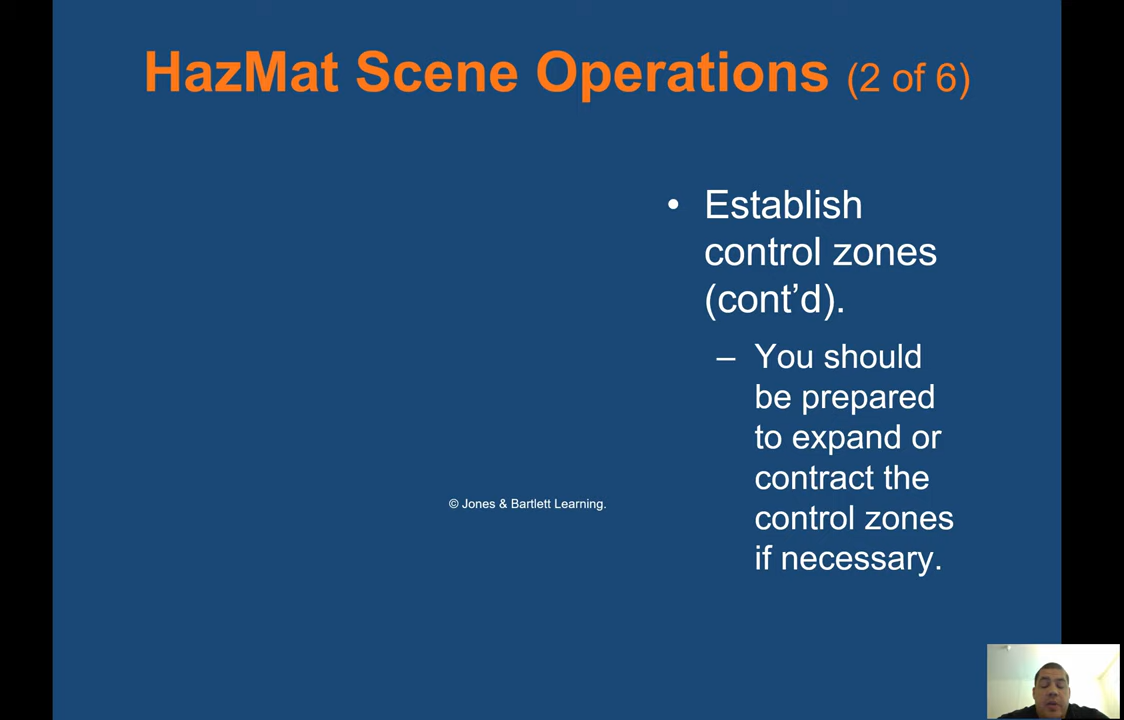 HazMat Scene Operations (2 of 6)
• Establish
control zones
(cont’d).
– You should
be prepared
to expand or
contract the
control zones
if necessary.
© Jones & Bartlett Learning.